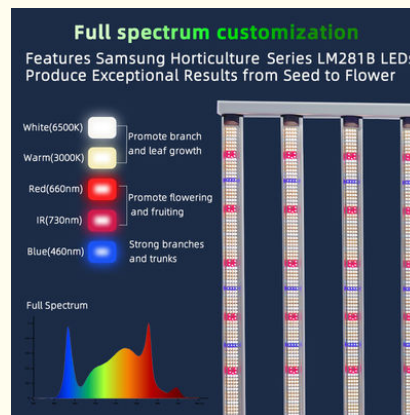 Full spectrum customization
Features Samsung Horticulture Series LM281B LEDs
Produce Exceptional Results from Seed to Flower
White(6500K)
Promote branch
and leaf growth
Warm(3000K)
Red(660nm)
Promote flowering
and fruiting
IR(730nm)
Blue(460nm)
Strong branches
and trunks
Full Spectrum